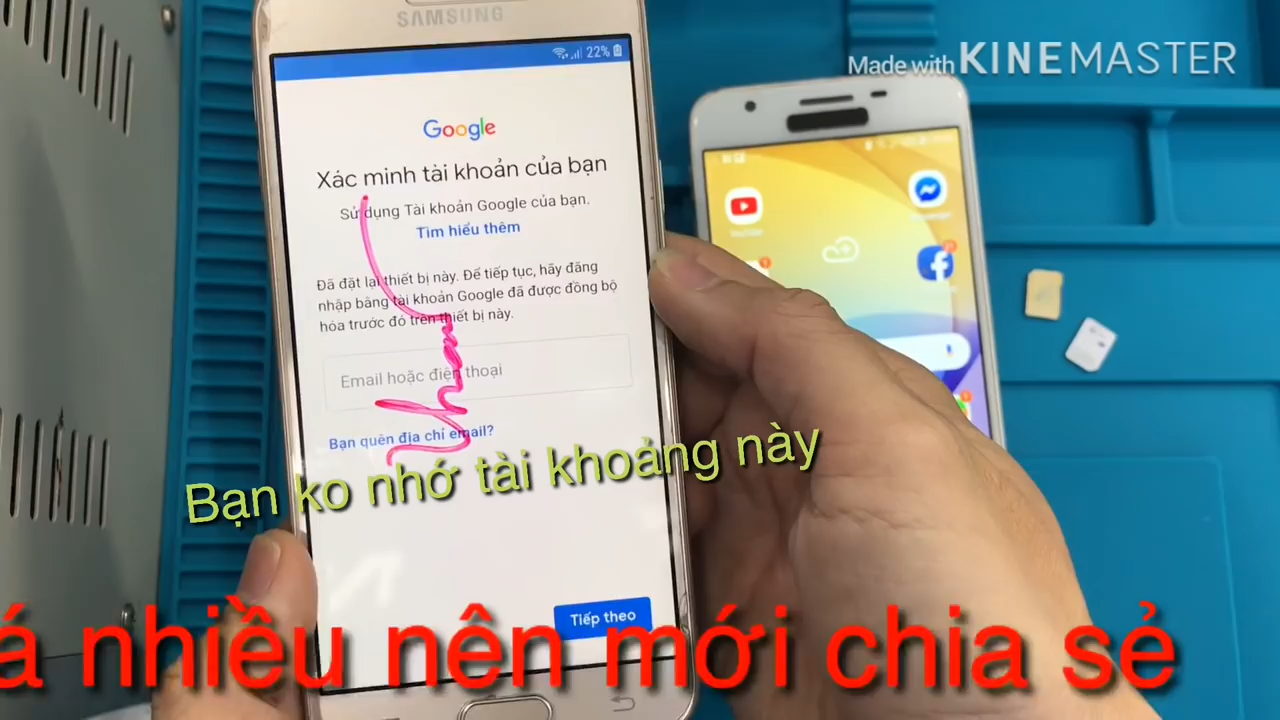 SAMSUNG
22%
Made with KINEMASTER
Google
Xác minh tài khoản của bạn
Sử dụng Tài khoản Google của bạn.
Tìm hiểu thêm
Đã đặt lại thiết bị này. Để tiếp tục, hãy đăng
nhập bằng tài khoản Google đã được đồng bộ
hóa trước đó trên thiết bị này.
Email hoặc điện thoại
Bạn quên địa chỉ email?
Bạn ko nhớ tài khoảng này
Tiếp theo
á nhiều nên mới chia sẻ
YouTube